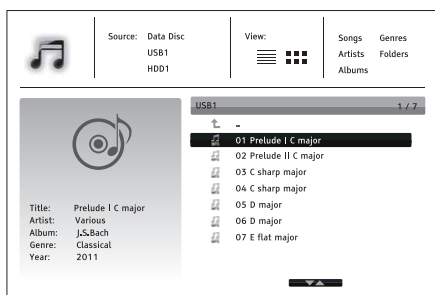 Source: Data Disc
USB1
HDD1
View:
Songs Genres
Artists Folders
Albums
USB1 1 / 7
01 Prelude I C major
02 Prelude II C major
03 C sharp major
04 C sharp major
05 D major
06 D major
07 E flat major
Title: Prelude I C major
Artist: Various
Album: J.S.Bach
Genre: Classical
Year: 2011